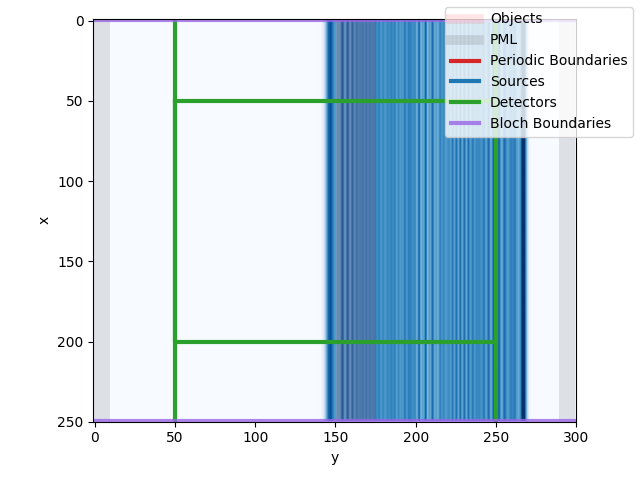 Objects
PML
Periodic Boundaries
Sources
Detectors
Bloch Boundaries
0
50
100
150
200
250
x
0 50 100 150 200 250 300
y